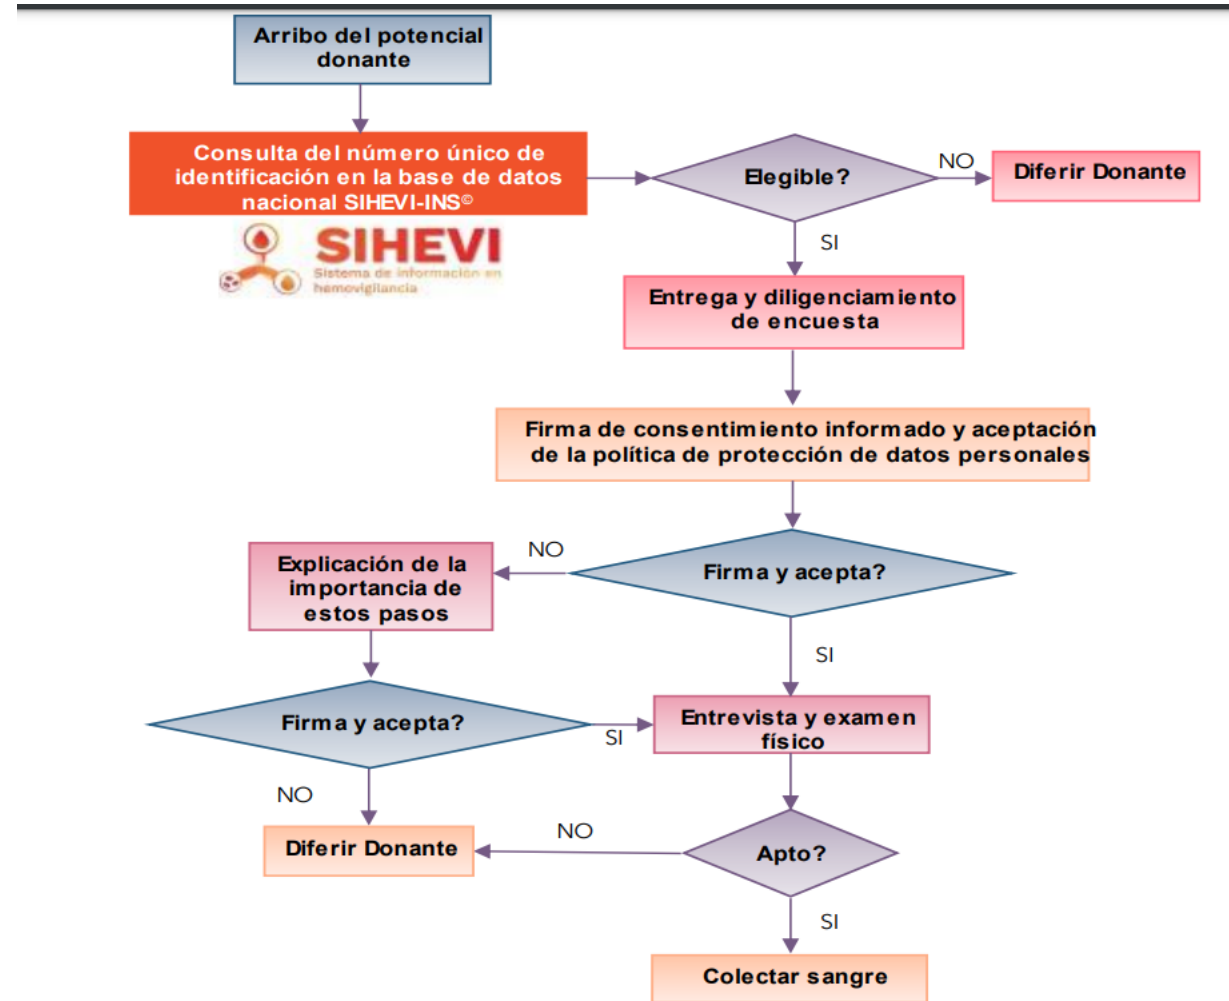 Arribo del potencial
donante
Consulta del número único de
identificación en la base de datos
nacional SIHEVI-INS©
SIHEVI
Sistema de información en
hemovigilancia
Elegible?
NO
Diferir Donante
SI
Entrega y diligenciamiento
de encuesta
Firma de consentimiento informado y aceptación
de la política de protección de datos personales
Firma y acepta?
NO
Explicación de la
importancia de
estos pasos
SI
Firma y acepta?
SI
Entrevista y examen
físico
NO
Diferir Donante
NO
Apto?
SI
Colectar sangre